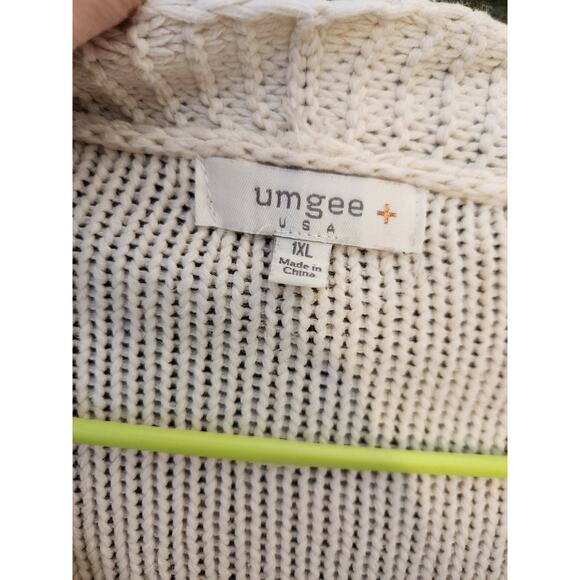 umgee +
USA
1XL
Made in
China